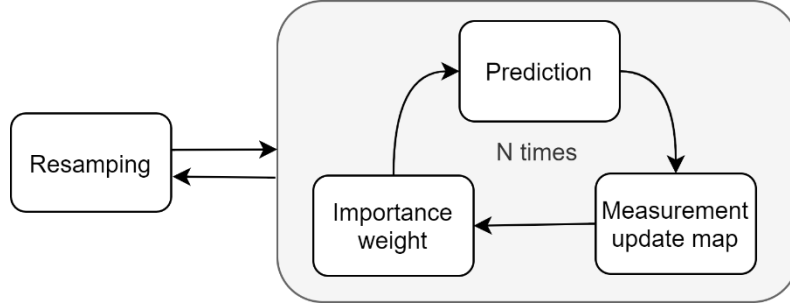 Prediction
Resamping
N times
Importance
weight
Measurement
update map